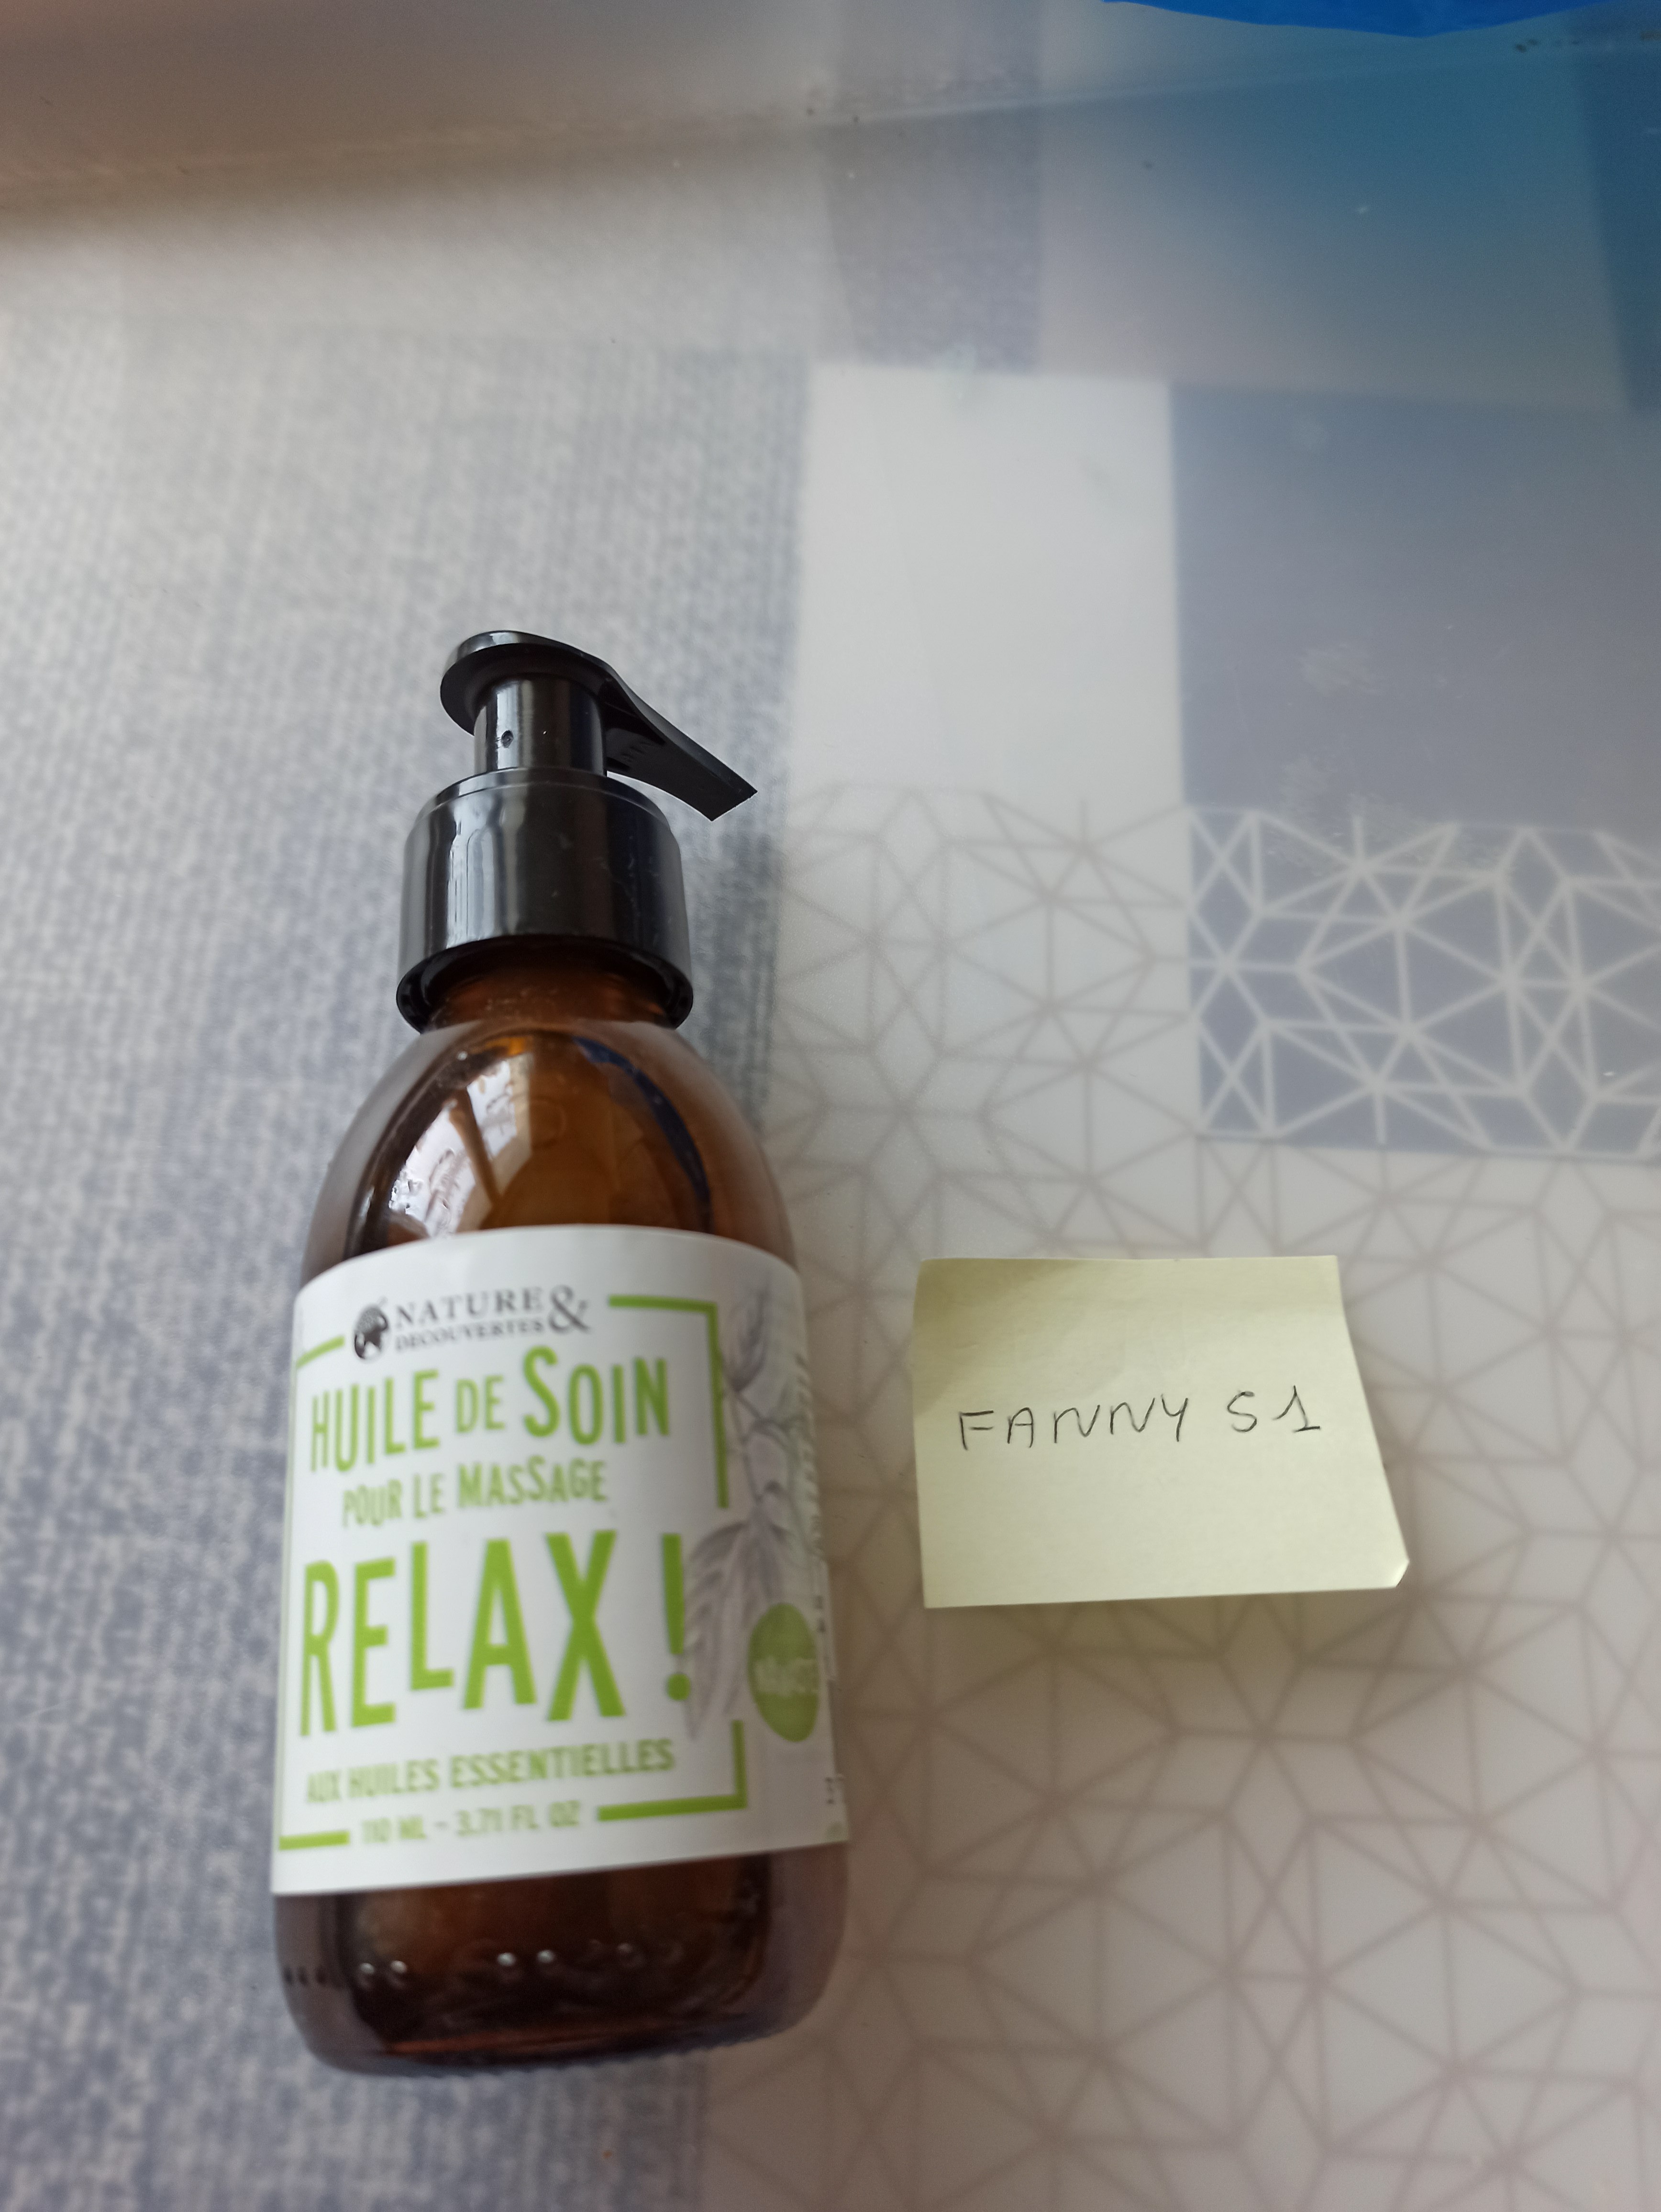 NATURE &
DECOUVERTES
HUILE DE SOIN
POUR LE MASSAGE
RELAX !
AUX HUILES ESSENTIELLES
110 ML - 3.71 FL OZ
FANNY S1